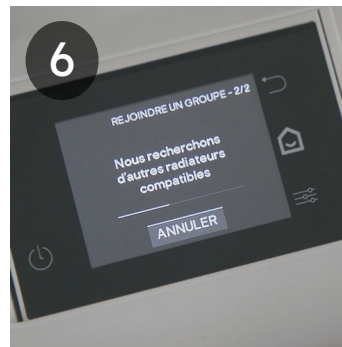 6
REJOINDRE UN GROUPE - 2/2
Nous recherchons
d'autres radiateurs
compatibles
ANNULER